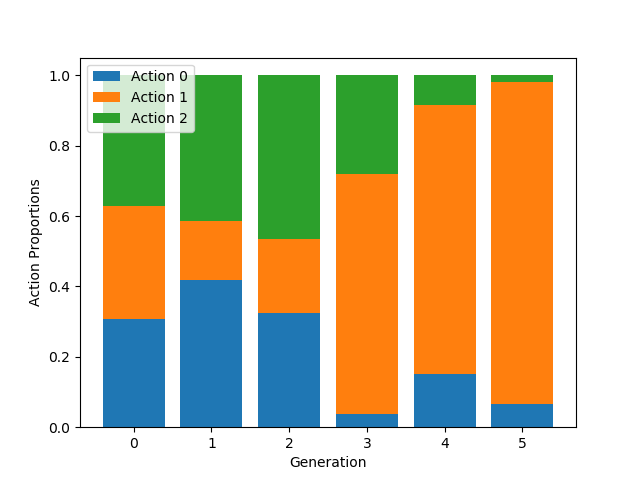 Action 0
Action 1
Action 2
1.0
0.8
0.6
0.4
0.2
0.0
Action Proportions
0 1 2 3 4 5
Generation